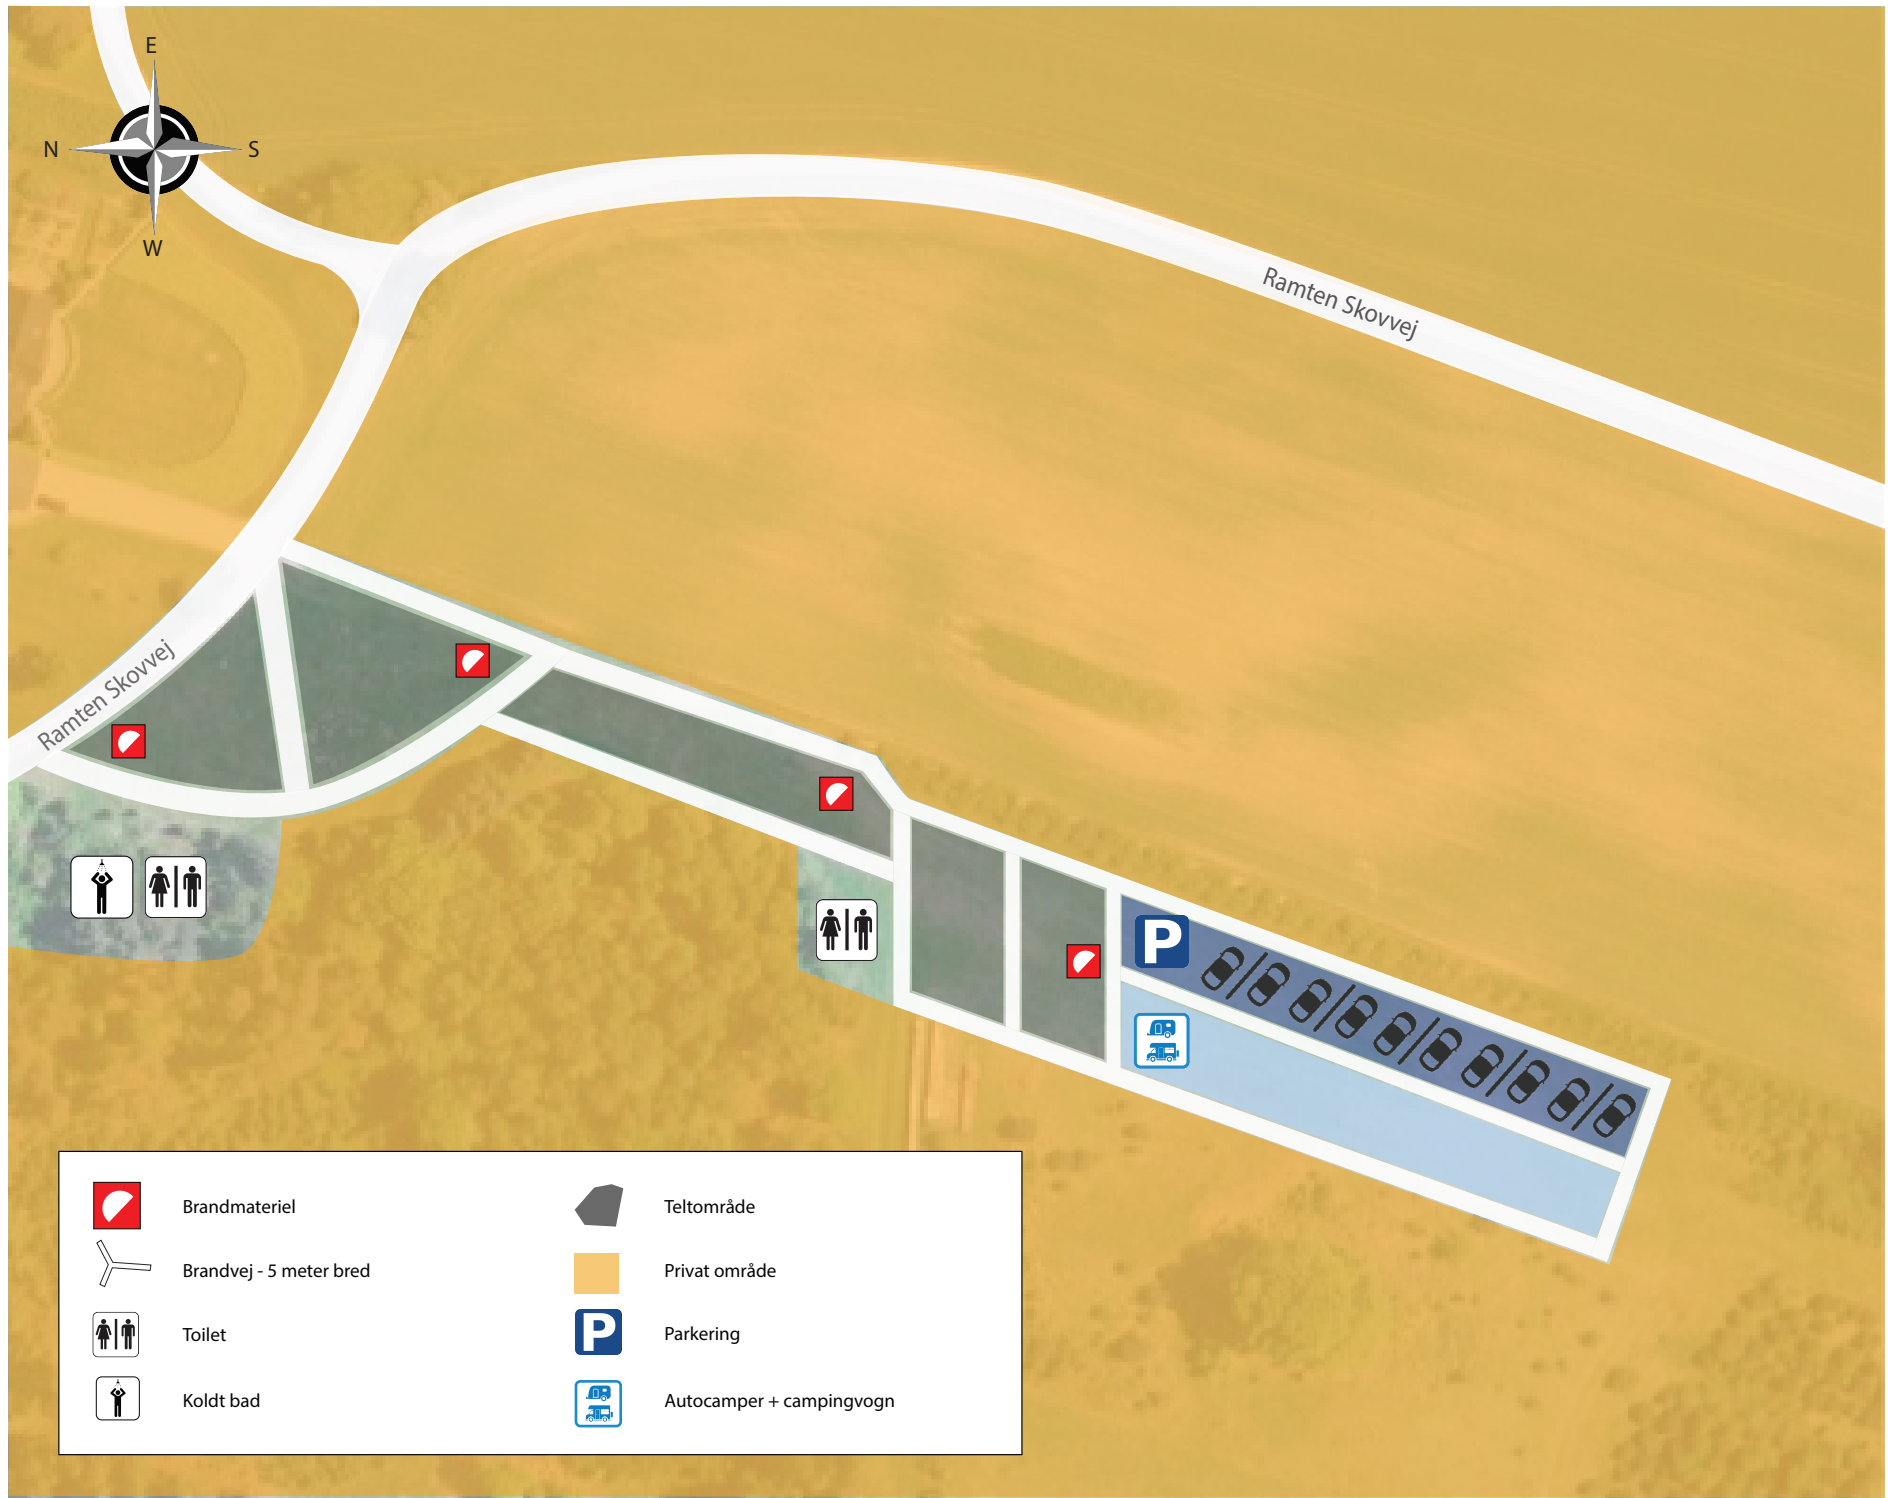 E
N
S
W
Ramten Skovvej
Ramten Skovvej
P
Brandmateriel
Teltområde
Brandvej - 5 meter bred
Privat område
Toilet
P
Parkering
Koldt bad
Autocamper + campingvogn